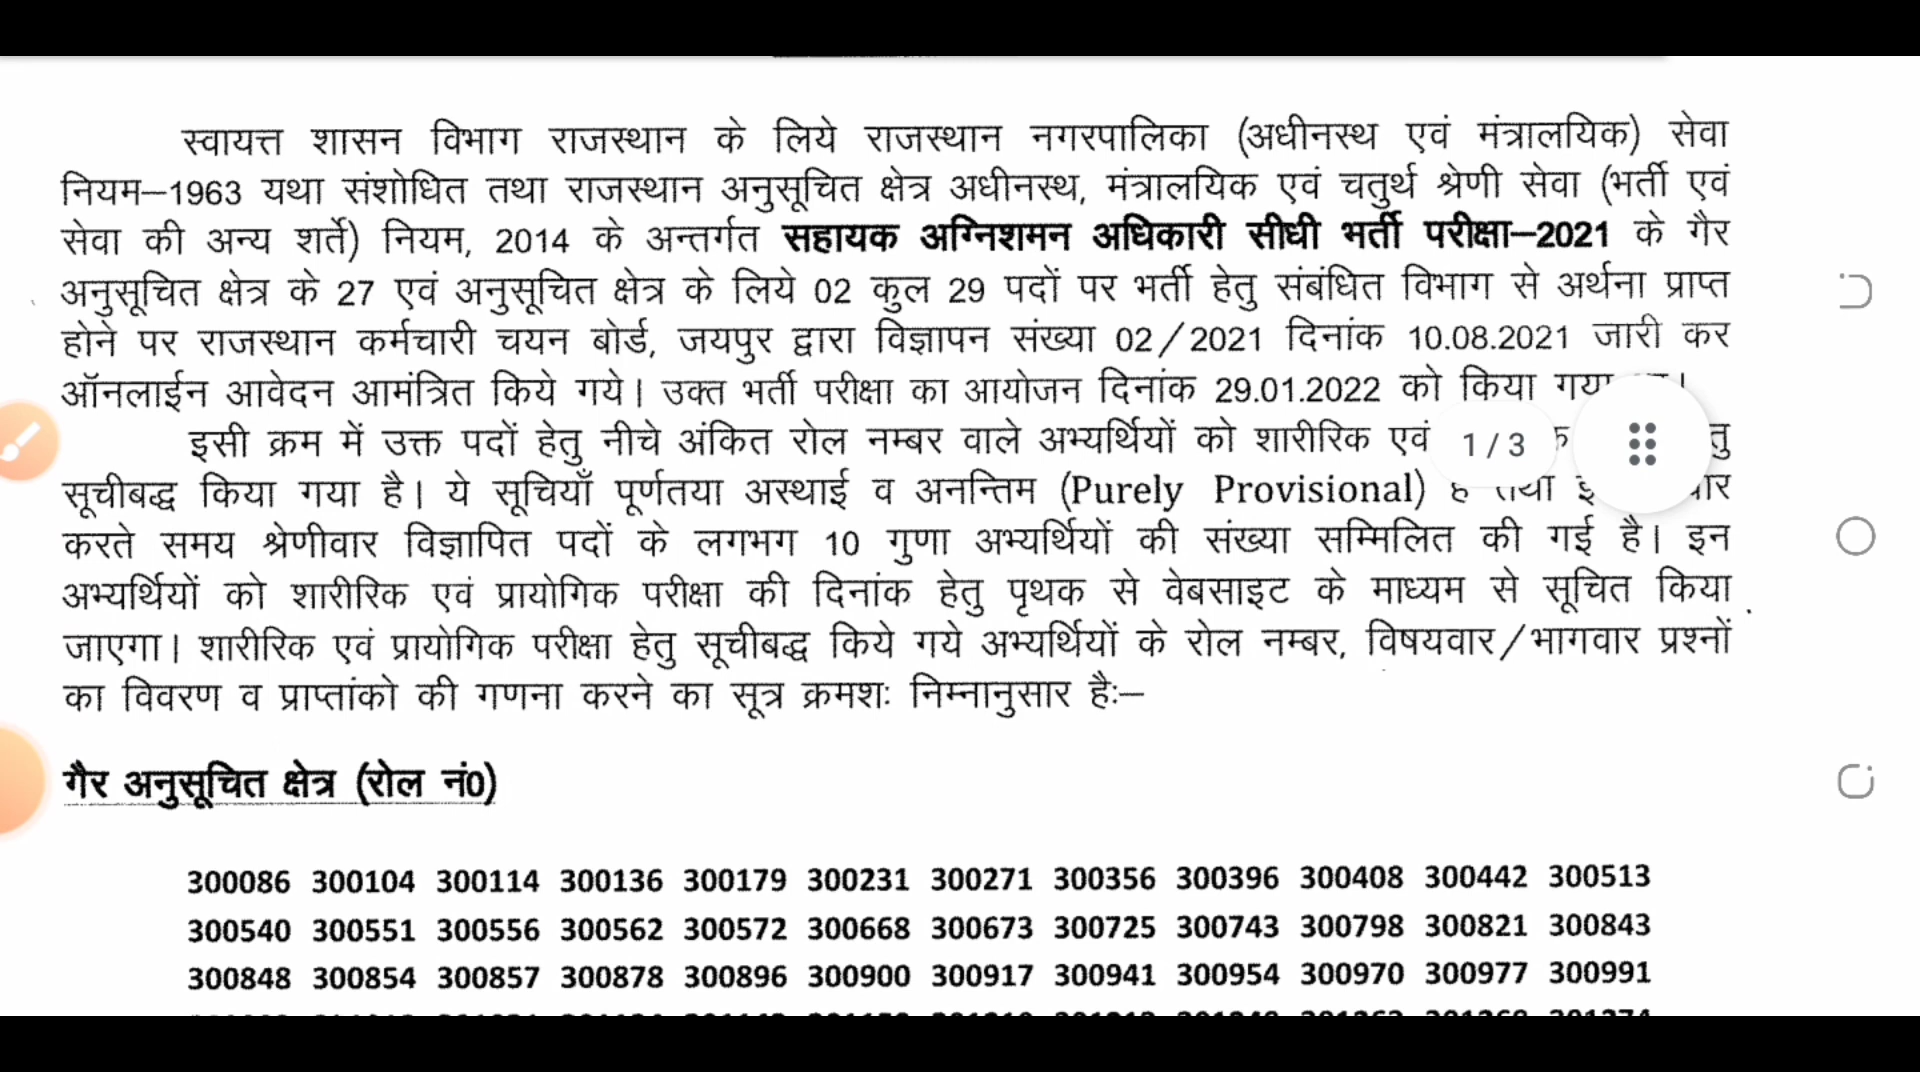 स्वायत्त शासन विभाग राजस्थान के लिये राजस्थान नगरपालिका (अधीनस्थ एवं मंत्रालयिक) सेवा
नियम–1963 यथा संशोधित तथा राजस्थान अनुसूचित क्षेत्र अधीनस्थ, मंत्रालयिक एवं चतुर्थ श्रेणी सेवा (भर्ती एवं
सेवा की अन्य शर्ते) नियम, 2014 के अन्तर्गत सहायक अग्निशमन अधिकारी सीधी भर्ती परीक्षा–2021 के गैर
अनुसूचित क्षेत्र के 27 एवं अनुसूचित क्षेत्र के लिये 02 कुल 29 पदों पर भर्ती हेतु संबंधित विभाग से अर्थना प्राप्त
होने पर राजस्थान कर्मचारी चयन बोर्ड, जयपुर द्वारा विज्ञापन संख्या 02/2021 दिनांक 10.08.2021 जारी कर
ऑनलाईन आवेदन आमंत्रित किये गये। उक्त भर्ती परीक्षा का आयोजन दिनांक 29.01.2022 को किया गया
इसी क्रम में उक्त पदों हेतु नीचे अंकित रोल नम्बर वाले अभ्यर्थियों को शारीरिक एवं 1/3
सूचीबद्ध किया गया है। ये सूचियाँ पूर्णतया अस्थाई व अनन्तिम (Purely Provisional) तथा
करते समय श्रेणीवार विज्ञापित पदों के लगभग 10 गुणा अभ्यर्थियों की संख्या सम्मिलित की गई है। इन
अभ्यर्थियों को शारीरिक एवं प्रायोगिक परीक्षा की दिनांक हेतु पृथक से वेबसाइट के माध्यम से सूचित किया
जाएगा। शारीरिक एवं प्रायोगिक परीक्षा हेतु सूचीबद्ध किये गये अभ्यर्थियों के रोल नम्बर, विषयवार/भागवार प्रश्नों
का विवरण व प्राप्तांको की गणना करने का सूत्र क्रमशः निम्नानुसार हैः–
गैर अनुसूचित क्षेत्र (रोल नं0)
300086 300104 300114 300136 300179 300231 300271 300356 300396 300408 300442 300513
300540 300551 300556 300562 300572 300668 300673 300725 300743 300798 300821 300843
300848 300854 300857 300878 300896 300900 300917 300941 300954 300970 300977 300991